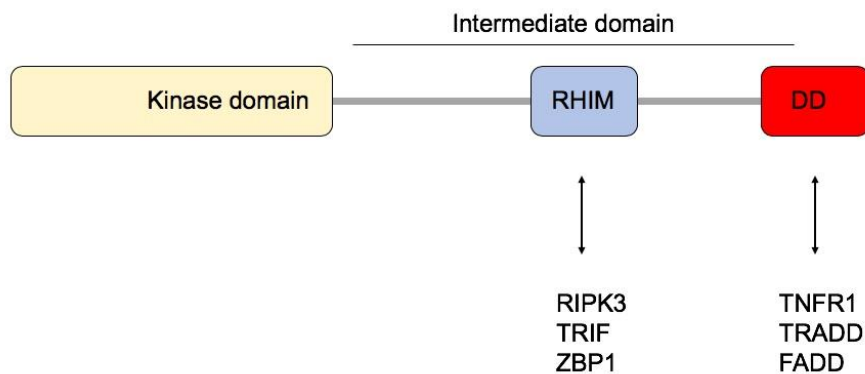 Intermediate domain
Kinase domain
RHIM
DD
RIPK3
TRIF
ZBP1
TNFR1
TRADD
FADD